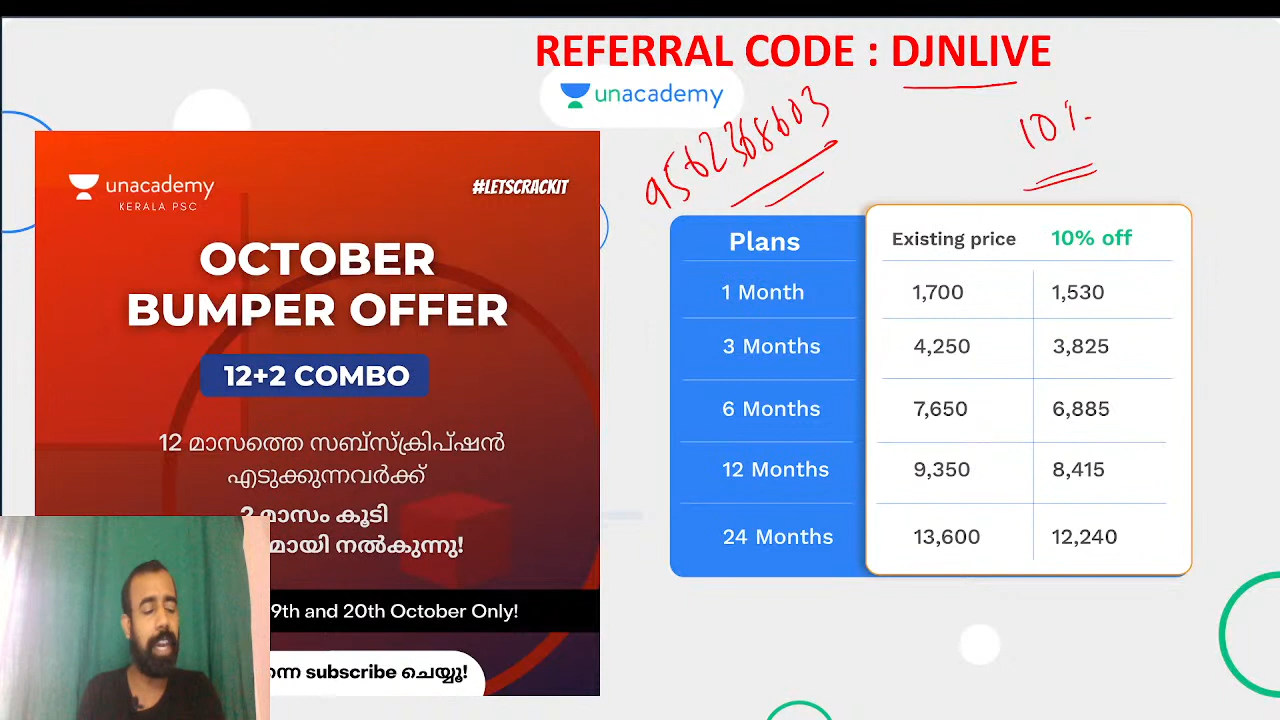 REFERRAL CODE : DJNLIVE
unacademy
9562368603
10%
unacademy
KERALA PSC
#LETSCRACKIT
OCTOBER
BUMPER OFFER
12+2 COMBO
12 മാസത്തെ സബ്സ്ക്രിപ്ഷൻ
എടുക്കുന്നവർക്ക്
2 മാസം കൂടി
മായി നൽകുന്നു!
9th and 20th October Only!
ന്നെ subscribe ചെയ്യൂ!
Plans Existing price 10% off
1 Month 1,700 1,530
3 Months 4,250 3,825
6 Months 7,650 6,885
12 Months 9,350 8,415
24 Months 13,600 12,240